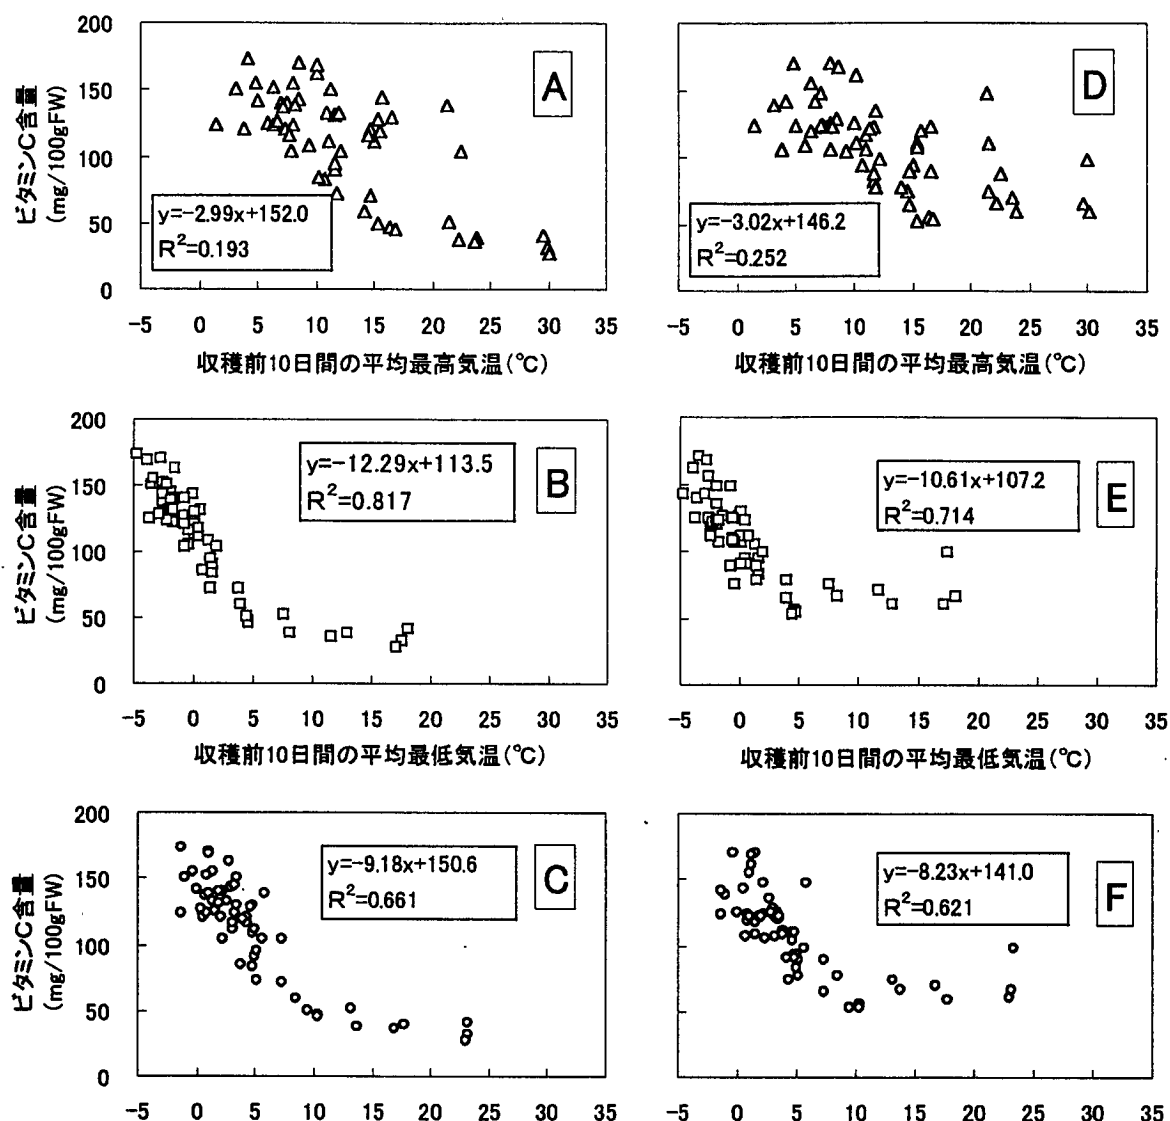 200
150
100
50
0
ビタミンC含量
(mg/100gFW)
A
y=-2.99x+152.0
R²=0.193
-5 0 5 10 15 20 25 30 35
収穫前10日間の平均最高気温(℃)
D
y=-3.02x+146.2
R²=0.252
-5 0 5 10 15 20 25 30 35
収穫前10日間の平均最高気温(℃)
200
150
100
50
0
ビタミンC含量
(mg/100gFW)
B
y=-12.29x+113.5
R²=0.817
-5 0 5 10 15 20 25 30 35
収穫前10日間の平均最低気温(℃)
E
y=-10.61x+107.2
R²=0.714
-5 0 5 10 15 20 25 30 35
収穫前10日間の平均最低気温(℃)
200
150
100
50
0
ビタミンC含量
(mg/100gFW)
C
y=-9.18x+150.6
R²=0.661
-5 0 5 10 15 20 25 30 35
F
y=-8.23x+141.0
R²=0.621
-5 0 5 10 15 20 25 30 35